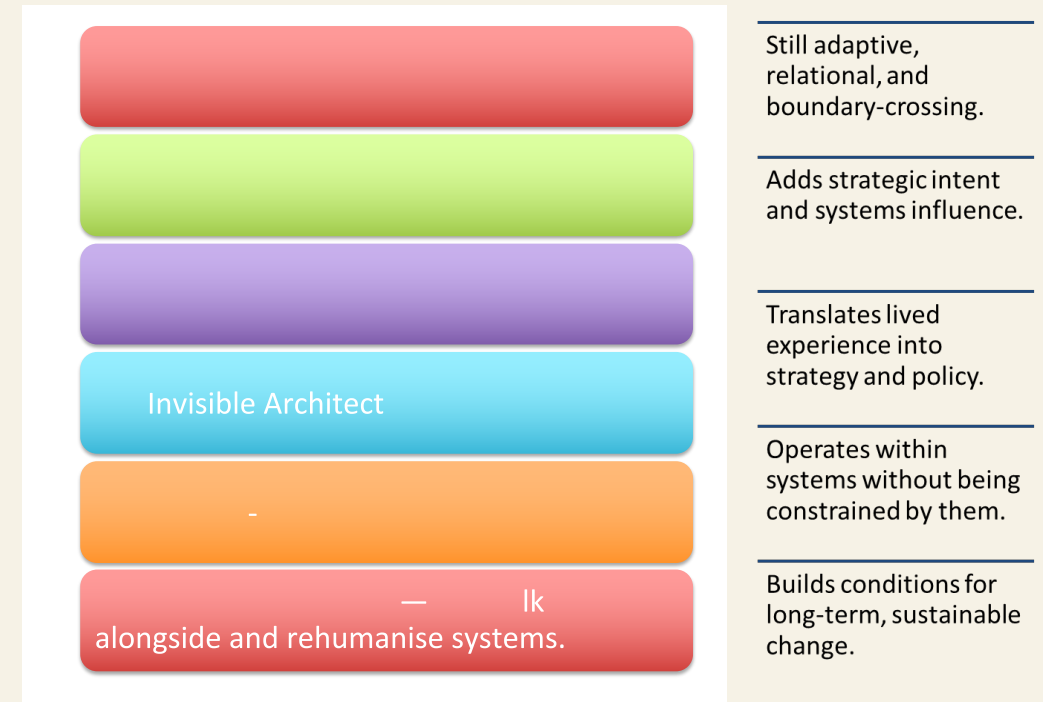 Invisible Architect
-
— lk
alongside and rehumanise systems.
Still adaptive,
relational, and
boundary-crossing.
Adds strategic intent
and systems influence.
Translates lived
experience into
strategy and policy.
Operates within
systems without being
constrained by them.
Builds conditions for
long-term, sustainable
change.